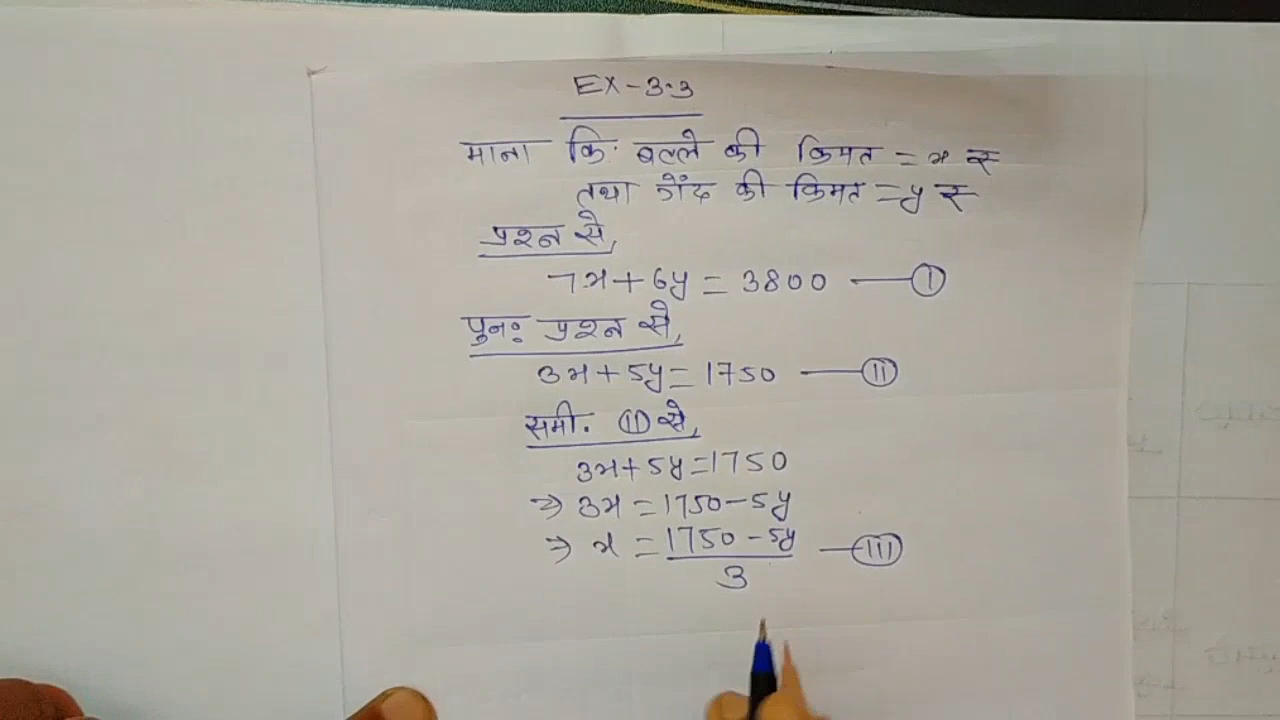 EX-3.3
माना कि: बल्ले की किमत = x रु
तथा गेंद की किमत = y रु
प्रश्न से,
7x+6y = 3800 —— (I)
पुनः प्रश्न से,
3x+5y=1750 —— (II)
समी. (II) से,
3x+5y=1750
⇒ 3x = 1750-5y
⇒ x = (1750-5y)/3 —— (III)